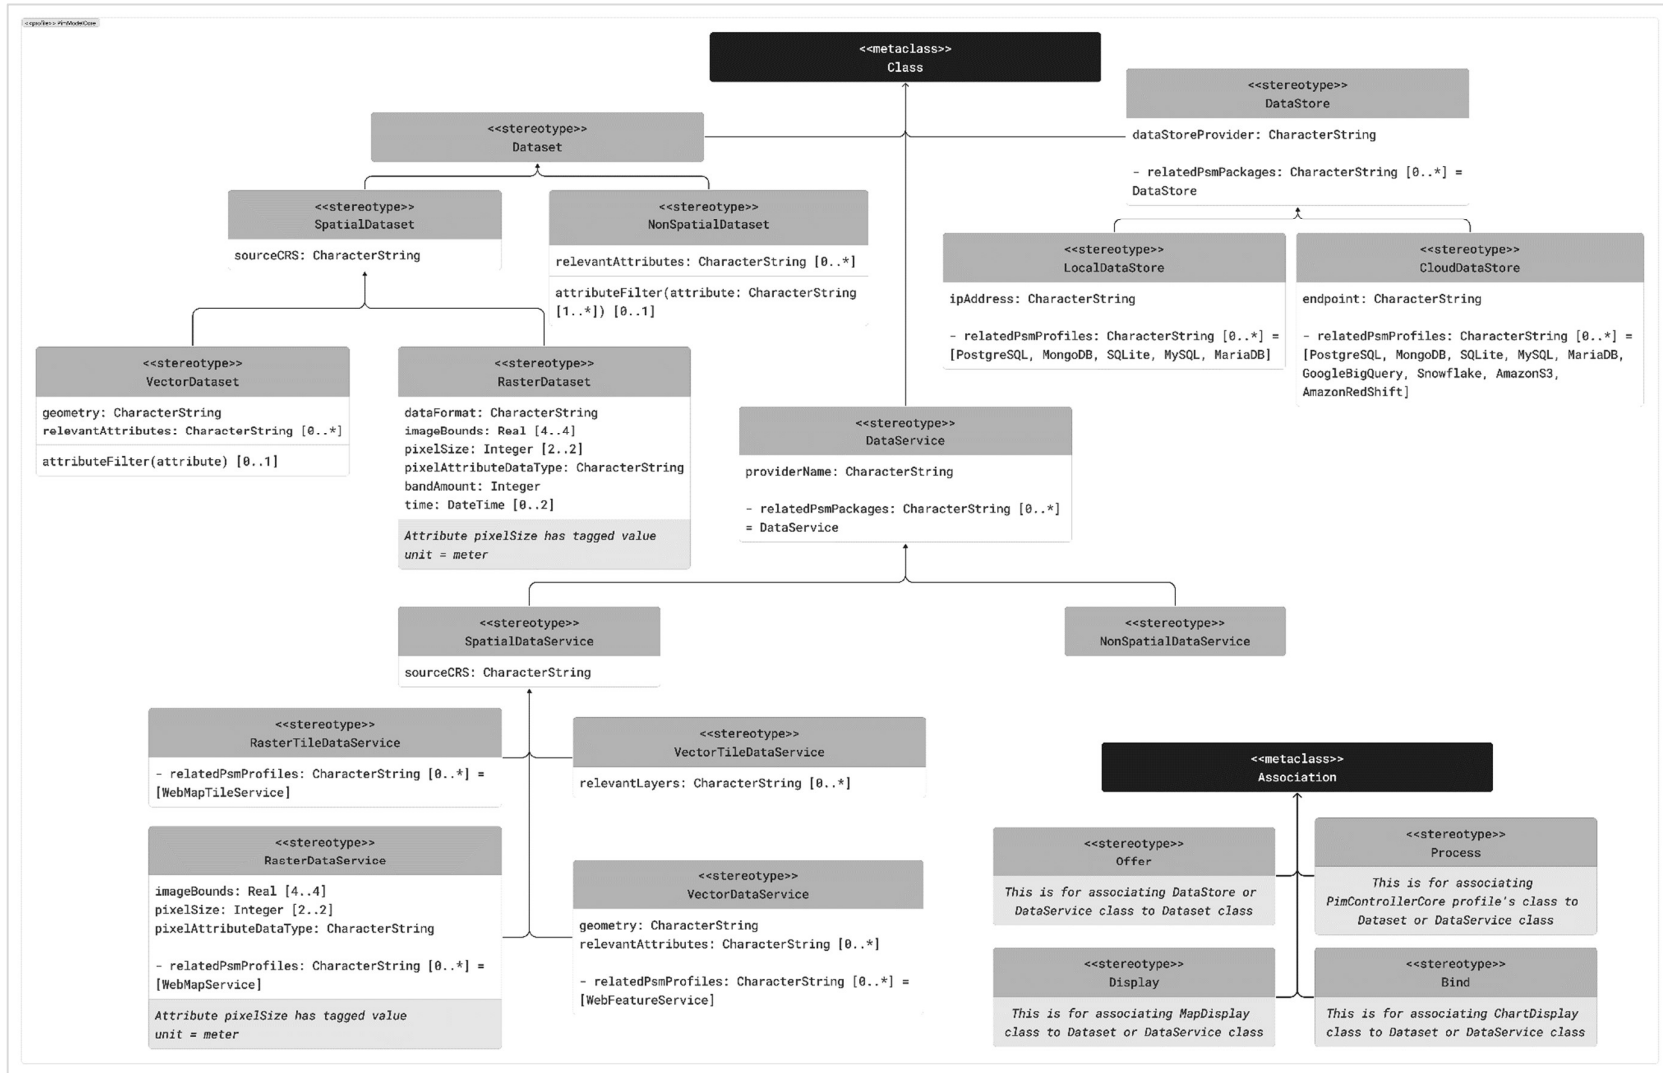 <<profile>> PimModelCore
<<metaclass>>
Class
<<stereotype>>
DataStore
dataStoreProvider: CharacterString
- relatedPsmPackages: CharacterString [0..*] =
DataStore
<<stereotype>>
Dataset
<<stereotype>>
SpatialDataset
sourceCRS: CharacterString
<<stereotype>>
NonSpatialDataset
relevantAttributes: CharacterString [0..*]
attributeFilter(attribute: CharacterString
[1..*]) [0..1]
<<stereotype>>
LocalDataStore
ipAddress: CharacterString
- relatedPsmProfiles: CharacterString [0..*] =
[PostgreSQL, MongoDB, SQLite, MySQL, MariaDB]
<<stereotype>>
CloudDataStore
endpoint: CharacterString
- relatedPsmProfiles: CharacterString [0..*] =
[PostgreSQL, MongoDB, SQLite, MySQL, MariaDB,
GoogleBigQuery, Snowflake, AmazonS3,
AmazonRedShift]
<<stereotype>>
VectorDataset
geometry: CharacterString
relevantAttributes: CharacterString [0..*]
attributeFilter(attribute) [0..1]
<<stereotype>>
RasterDataset
dataFormat: CharacterString
imageBounds: Real [4..4]
pixelSize: Integer [2..2]
pixelAttributeDataType: CharacterString
bandAmount: Integer
time: DateTime [0..2]
Attribute pixelSize has tagged value
unit = meter
<<stereotype>>
DataService
providerName: CharacterString
- relatedPsmPackages: CharacterString [0..*]
= DataService
<<stereotype>>
SpatialDataService
sourceCRS: CharacterString
<<stereotype>>
NonSpatialDataService
<<stereotype>>
RasterTileDataService
- relatedPsmProfiles: CharacterString [0..*] =
[WebMapTileService]
<<stereotype>>
VectorTileDataService
relevantLayers: CharacterString [0..*]
<<stereotype>>
RasterDataService
imageBounds: Real [4..4]
pixelSize: Integer [2..2]
pixelAttributeDataType: CharacterString
- relatedPsmProfiles: CharacterString [0..*] =
[WebMapService]
Attribute pixelSize has tagged value
unit = meter
<<stereotype>>
VectorDataService
geometry: CharacterString
relevantAttributes: CharacterString [0..*]
- relatedPsmProfiles: CharacterString [0..*] =
[WebFeatureService]
<<metaclass>>
Association
<<stereotype>>
Offer
This is for associating DataStore or
DataService class to Dataset class
<<stereotype>>
Process
This is for associating
PimControllerCore profile's class to
Dataset or DataService class
<<stereotype>>
Display
This is for associating MapDisplay
class to Dataset or DataService class
<<stereotype>>
Bind
This is for associating ChartDisplay
class to Dataset or DataService class